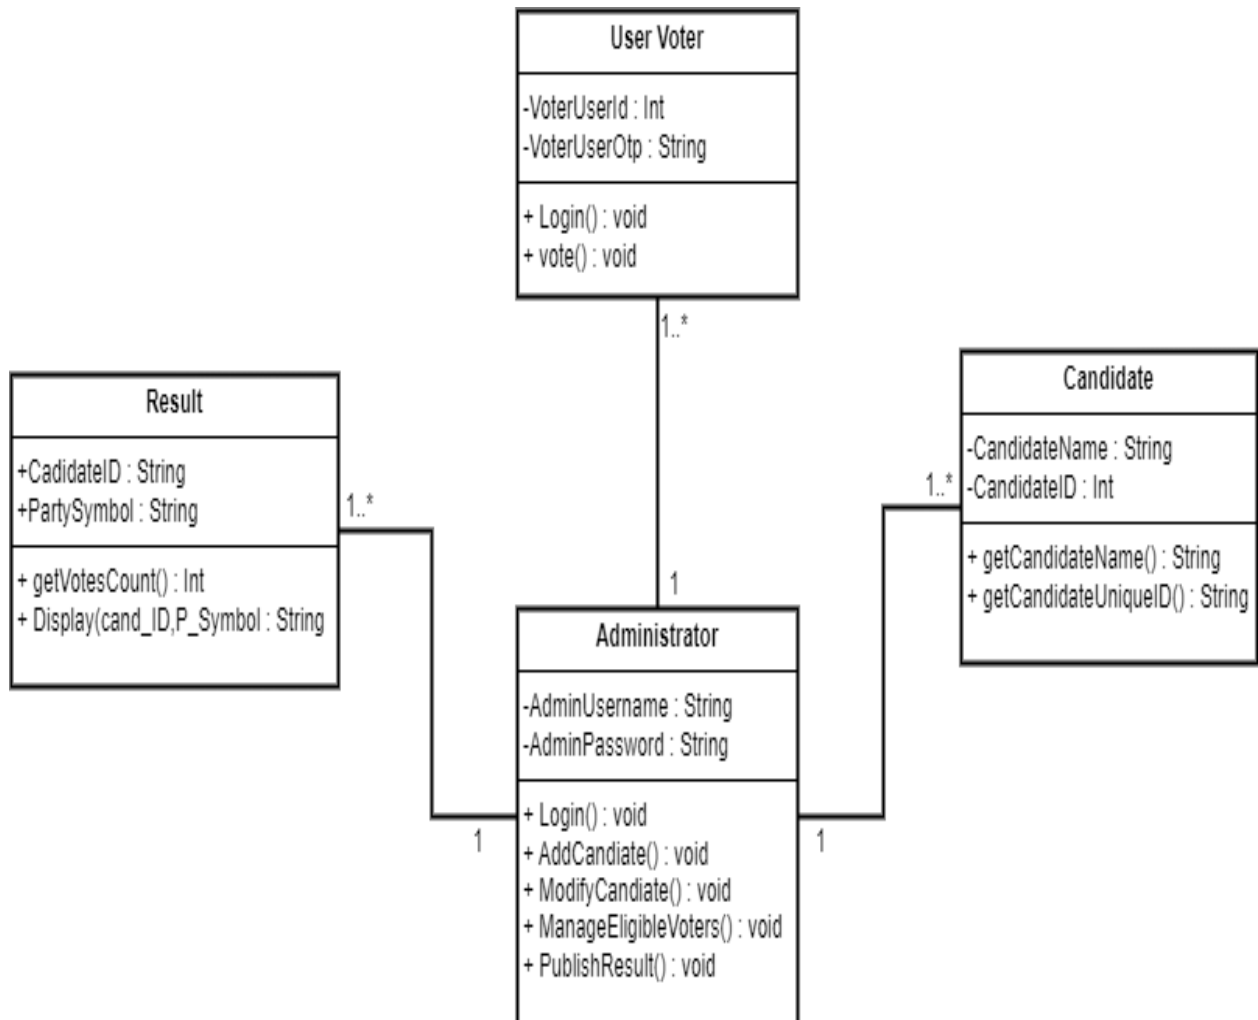 User Voter
-VoterUserId : Int
-VoterUserOtp : String
+ Login() : void
+ vote() : void
1..*
Result
+CadidateID : String
+PartySymbol : String
+ getVotesCount() : Int
+ Display(cand_ID,P_Symbol : String
1..*
Candidate
-CandidateName : String
-CandidateID : Int
+ getCandidateName() : String
+ getCandidateUniqueID() : String
1..*
1
Administrator
-AdminUsername : String
-AdminPassword : String
+ Login() : void
+ AddCandiate() : void
+ ModifyCandiate() : void
+ ManageEligibleVoters() : void
+ PublishResult() : void
1
1